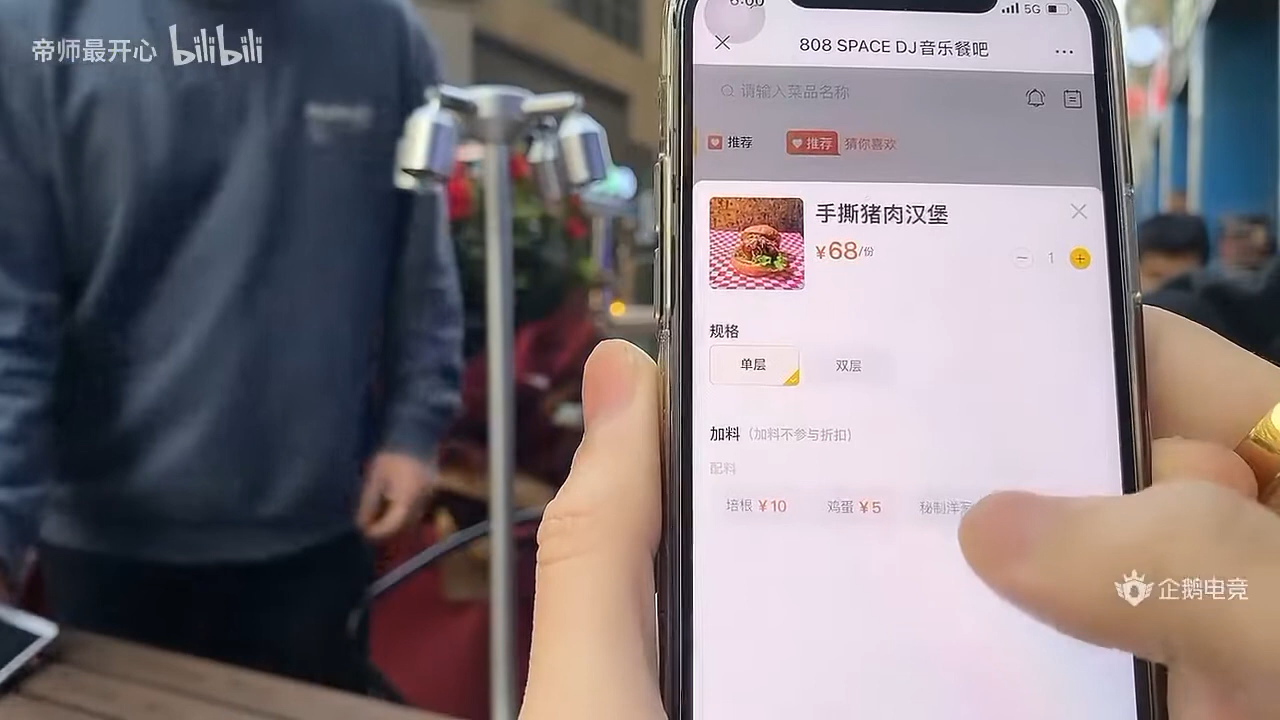 帝师最开心 bilibili
6:00
5G
808 SPACE DJ音乐餐吧
请输入菜品名称
推荐
推荐 猜你喜欢
手撕猪肉汉堡
¥68/份
1
规格
单层 双层
加料（加料不参与折扣）
配料
培根 ¥10 鸡蛋 ¥5 秘制洋葱
企鹅电竞